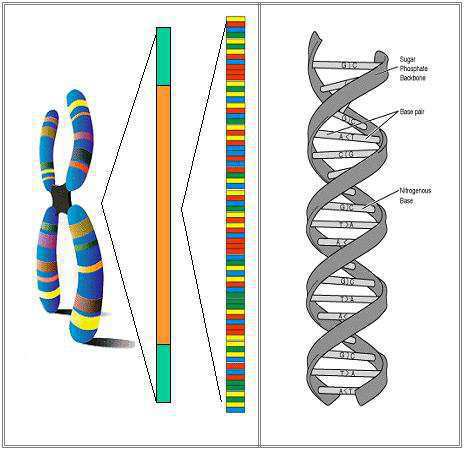 G C
Sugar
Phosphate
Backbone
G C
Base pair
A T
C G
Nitrogenous
Base
G C
T A
A
G C
T A
A
G C
T A
A T